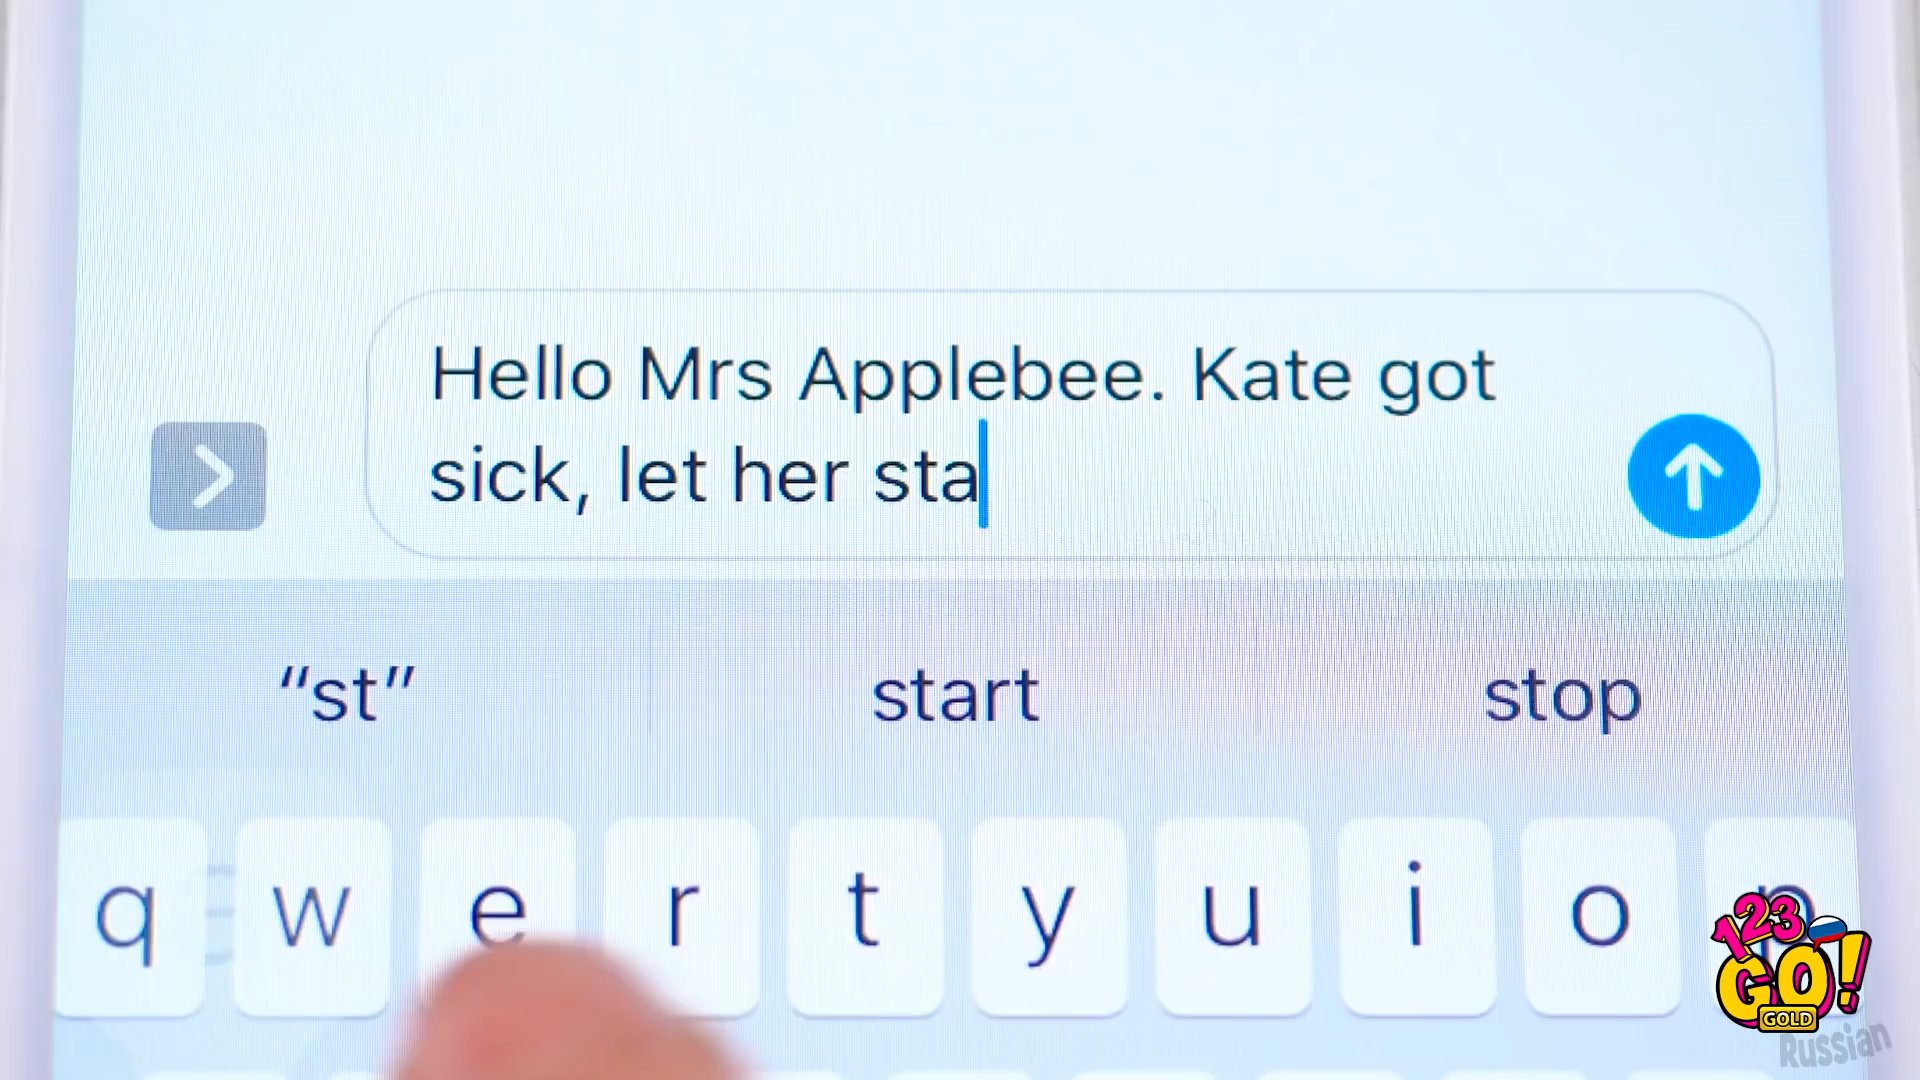 Hello Mrs Applebee. Kate got
sick, let her sta
“st”
start
stop
q w e r t y u i o p
123
GO!
GOLD
Russian